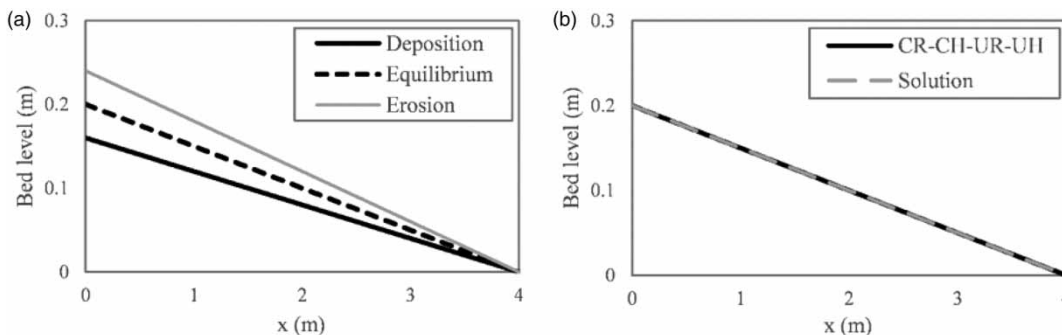 (a)
0.3
0.2
0.1
0
Bed level (m)
Deposition
Equilibrium
Erosion
0 1 2 3 4
x (m)
(b)
0.3
0.2
0.1
0
Bed level (m)
CR-CH-UR-UH
Solution
0 1 2 3 4
x (m)